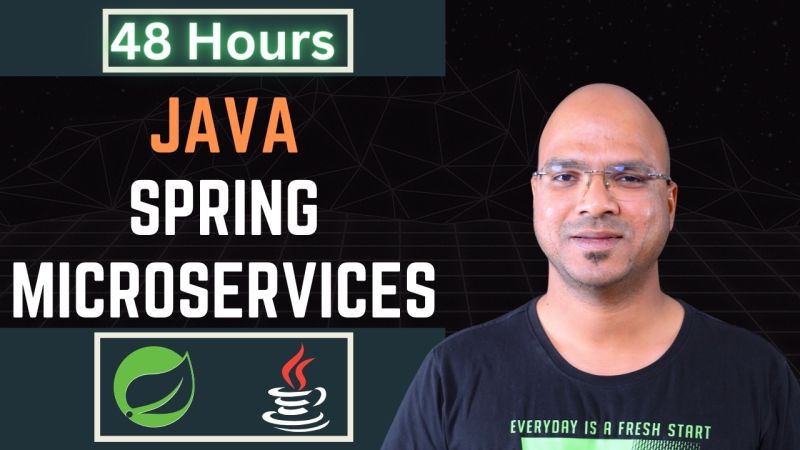 48 Hours
JAVA
SPRING
MICROSERVICES
EVERYDAY IS A FRESH START